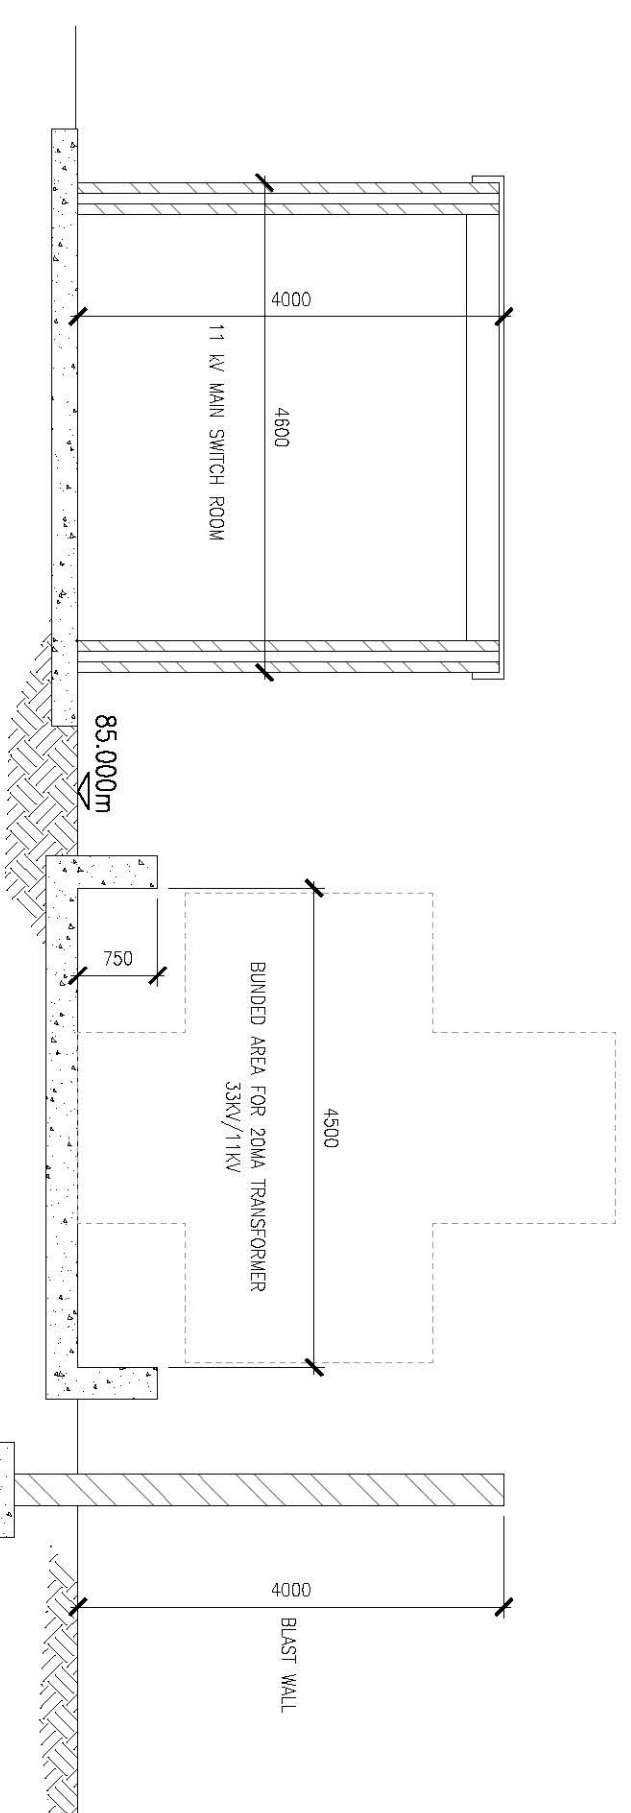 4000
4600
11 kV MAIN SWITCH ROOM
85.000m
750
4500
BUNDED AREA FOR 20MA TRANSFORMER
33KV/11KV
4000
BLAST WALL